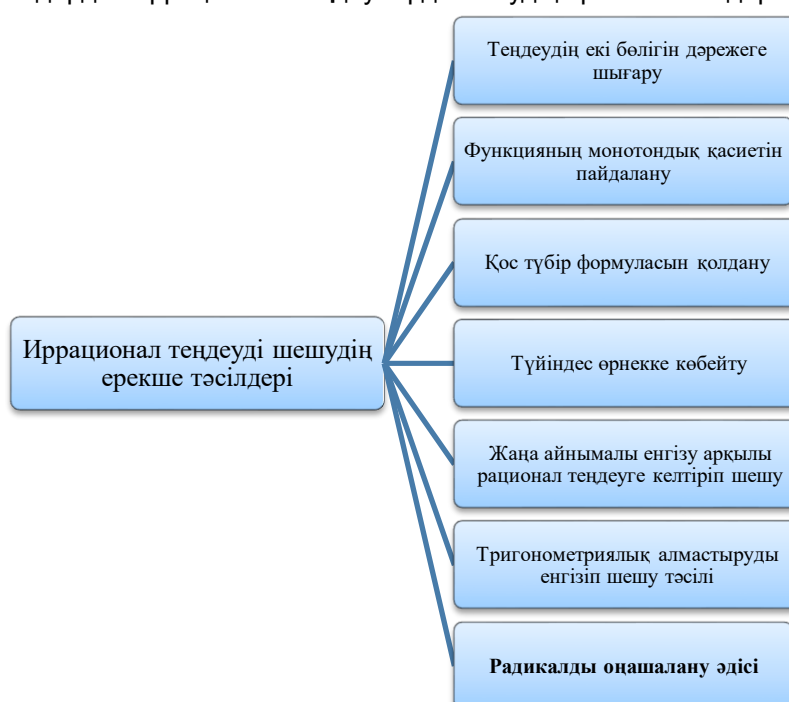 Теңдеудің екі бөлігін дәрежеге
шығару
Функцияның монотондық қасиетін
пайдалану
Қос түбір формуласын қолдану
Иррационал теңдеуді шешудің
ерекше тәсілдері
Түйіндес өрнекке көбейту
Жаңа айнымалы енгізу арқылы
рационал теңдеуге келтіріп шешу
Тригонометриялық алмастыруды
енгізіп шешу тәсілі
Радикалды оңашалану әдісі